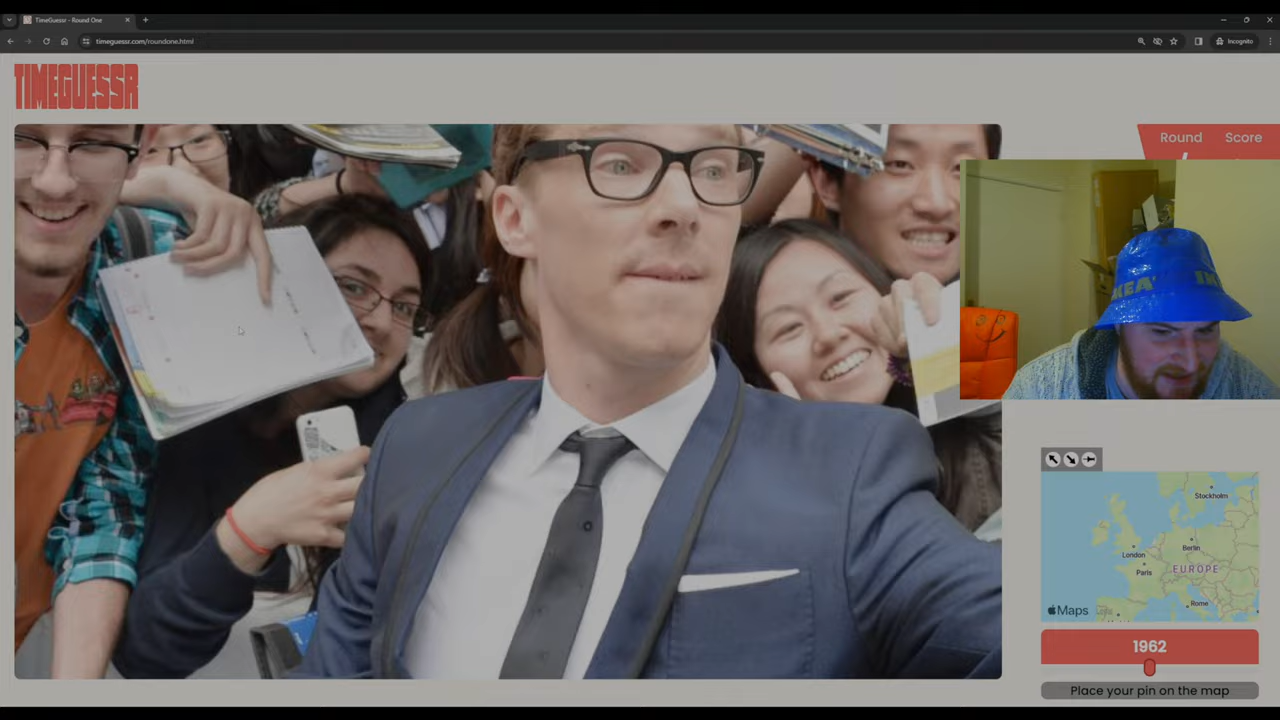 TimeGuessr - Round One
timeguessr.com/roundone.html
Incognito
TIMEGUESSR
Round Score
IKEA
Stockholm
London
Berlin
Paris
EUROPE
Rome
Maps
1962
Place your pin on the map